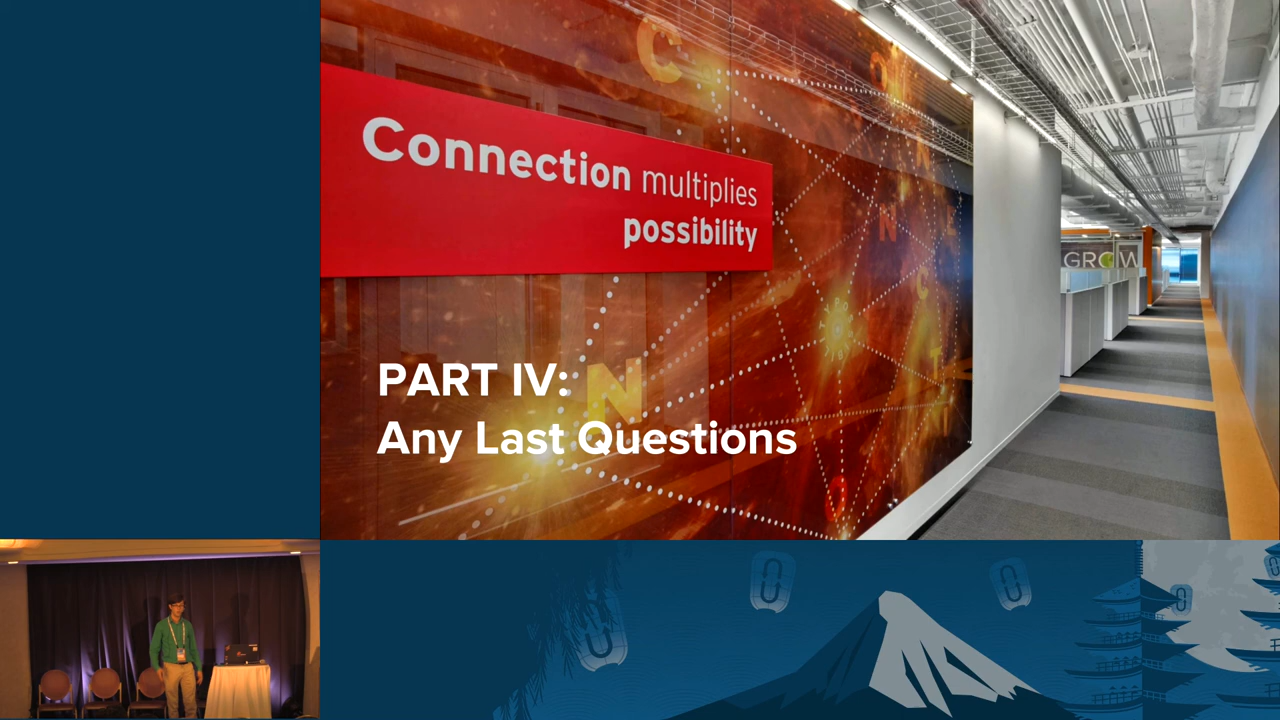 Connection multiplies
possibility
GROW
PART IV:
Any Last Questions